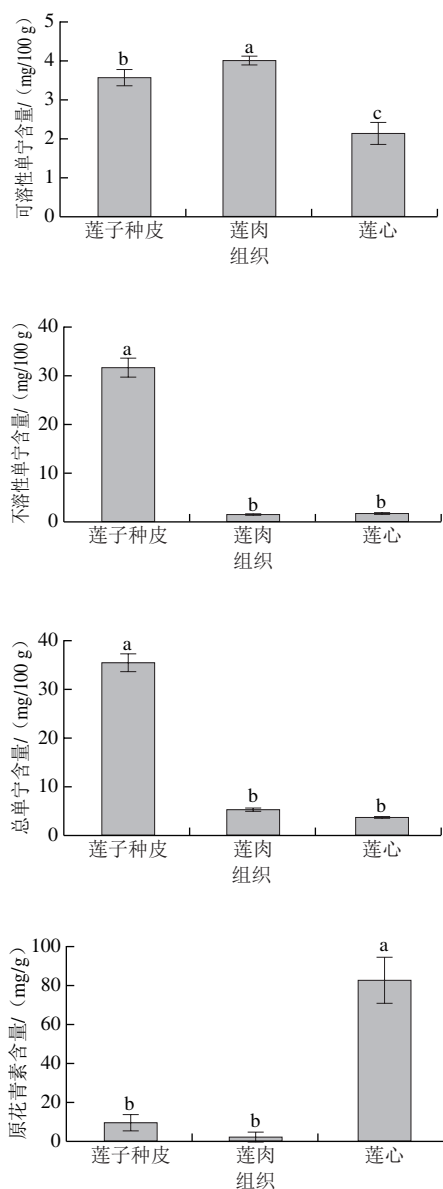 可溶性单宁含量/（mg/100 g）
5
4
3
2
1
0
b
a
c
莲子种皮 莲肉 莲心
组织
不溶性单宁含量/（mg/100 g）
40
30
20
10
0
a
b
b
莲子种皮 莲肉 莲心
组织
总单宁含量/（mg/100 g）
40
30
20
10
0
a
b
b
莲子种皮 莲肉 莲心
组织
原花青素含量/（mg/g）
100
80
60
40
20
0
b
b
a
莲子种皮 莲肉 莲心
组织